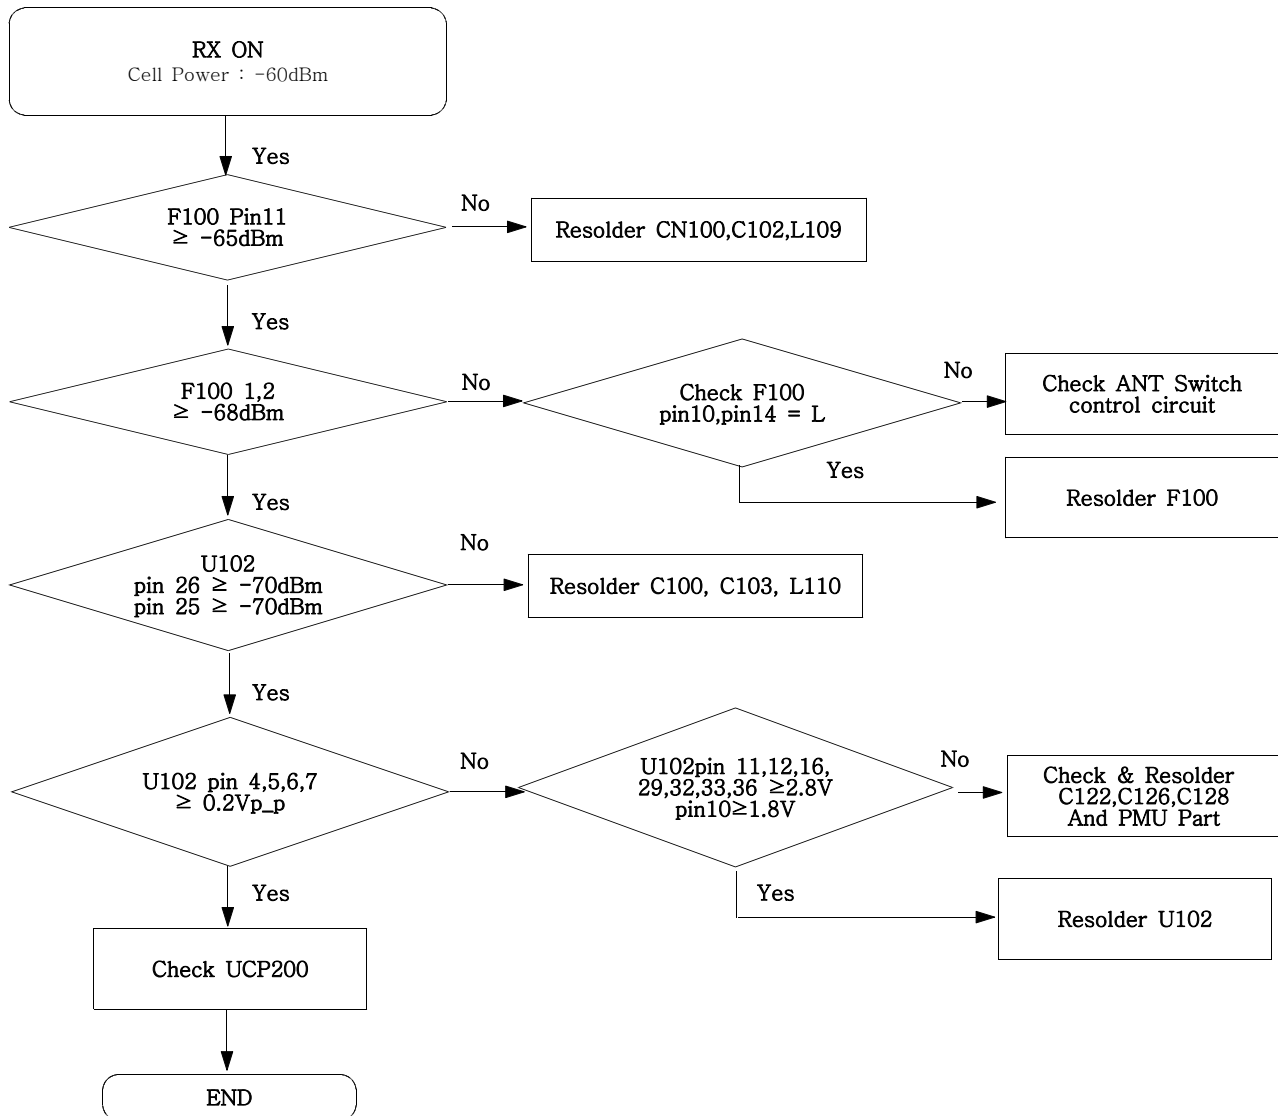 RX ON
Cell Power : -60dBm
Yes
F100 Pin11
≥ -65dBm
No
Resolder CN100,C102,L109
Yes
F100 1,2
≥ -68dBm
No
Check F100
pin10,pin14 = L
No
Check ANT Switch
control circuit
Yes
Resolder F100
Yes
U102
pin 26 ≥ -70dBm
pin 25 ≥ -70dBm
No
Resolder C100, C103, L110
Yes
U102 pin 4,5,6,7
≥ 0.2Vp_p
No
U102pin 11,12,16,
29,32,33,36 ≥2.8V
pin10≥1.8V
No
Check & Resolder
C122,C126,C128
And PMU Part
Yes
Resolder U102
Yes
Check UCP200
END